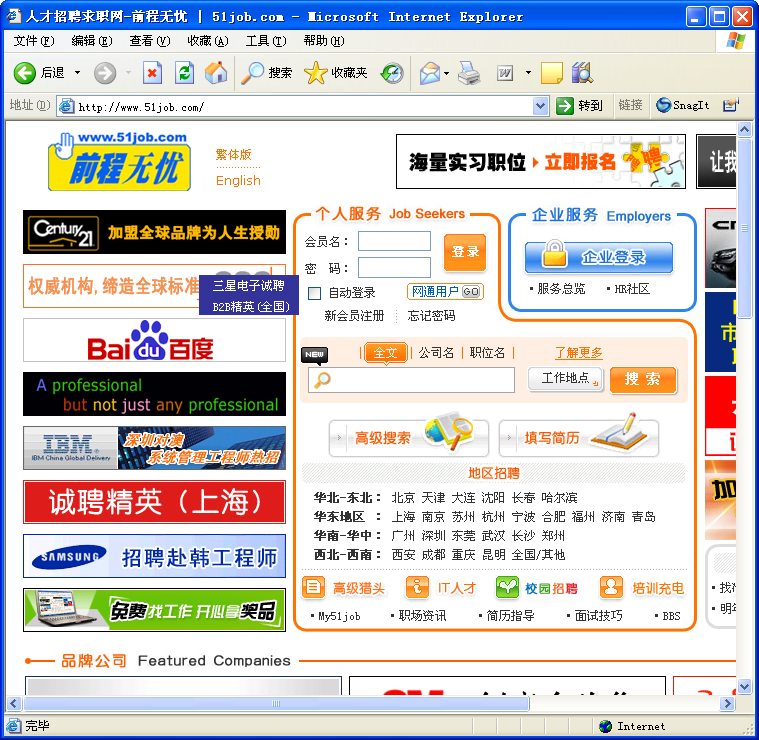 人才招聘求职网-前程无忧 | 51job.com - Microsoft Internet Explorer
文件(F) 编辑(E) 查看(V) 收藏(A) 工具(T) 帮助(H)
后退 搜索 收藏夹
地址(D) http://www.51job.com/ 转到 链接 SnagIt
www.51job.com
前程无忧
繁体版
English
海量实习职位 立即报名 聘
让我
Century 21 加盟全球品牌为人生授勋
权威机构,缔造全球标准
三星电子诚聘
B2B精英(全国)
Bai du 百度
A professional
but not just any professional
IBM
IBM China Global Delivery
深圳对澳
系统管理工程师热招
诚聘精英（上海）
SAMSUNG 招聘赴韩工程师
免费找工作 开心拿奖品
个人服务 Job Seekers
会员名：
密 码：
登录
自动登录 网通用户 GO
新会员注册 忘记密码
企业服务 Employers
企业登录
·服务总览 ·HR社区
NEW 全文 | 公司名 | 职位名 | 了解更多
工作地点 搜索
高级搜索 填写简历
地区招聘
华北-东北： 北京 天津 大连 沈阳 长春 哈尔滨
华东地区 ： 上海 南京 苏州 杭州 宁波 合肥 福州 济南 青岛
华南-华中： 广州 深圳 东莞 武汉 长沙 郑州
西北-西南： 西安 成都 重庆 昆明 全国/其他
高级猎头 IT人才 校园招聘 培训充电
·My51job ·职场资讯 ·简历指导 ·面试技巧 ·BBS
市
加
·找
·明
品牌公司 Featured Companies
完毕 Internet